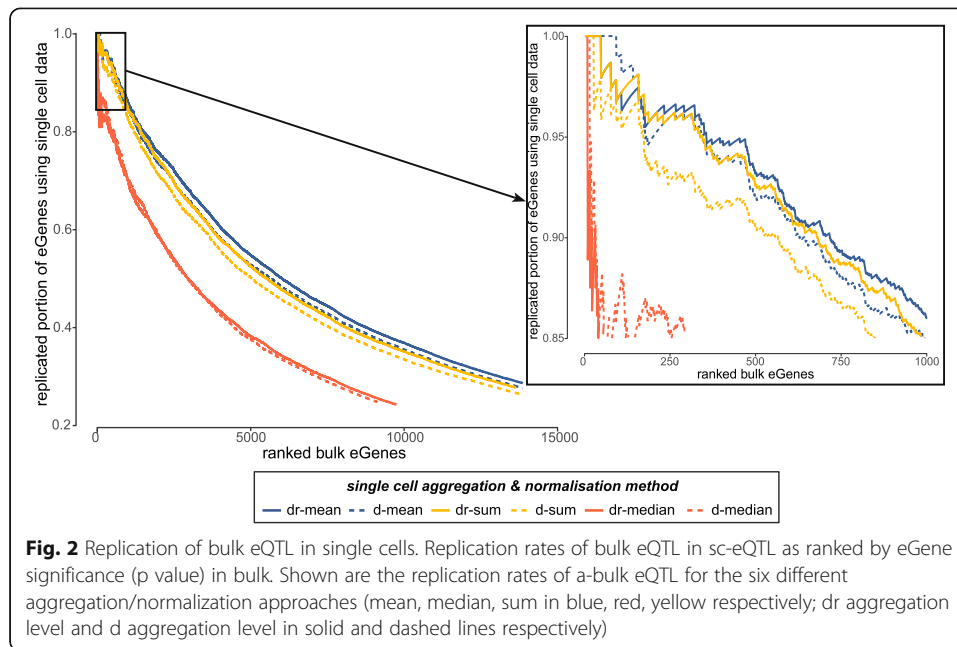 replicated portion of eGenes using single cell data
1.0
0.8
0.6
0.4
0.2
0
5000
10000
15000
ranked bulk eGenes
replicated portion of eGenes using single cell data
1.00
0.95
0.90
0.85
0
250
500
750
1000
ranked bulk eGenes
single cell aggregation & normalisation method
dr-mean d-mean dr-sum d-sum dr-median d-median
Fig. 2 Replication of bulk eQTL in single cells. Replication rates of bulk eQTL in sc-eQTL as ranked by eGene
significance (p value) in bulk. Shown are the replication rates of a-bulk eQTL for the six different
aggregation/normalization approaches (mean, median, sum in blue, red, yellow respectively; dr aggregation
level and d aggregation level in solid and dashed lines respectively)